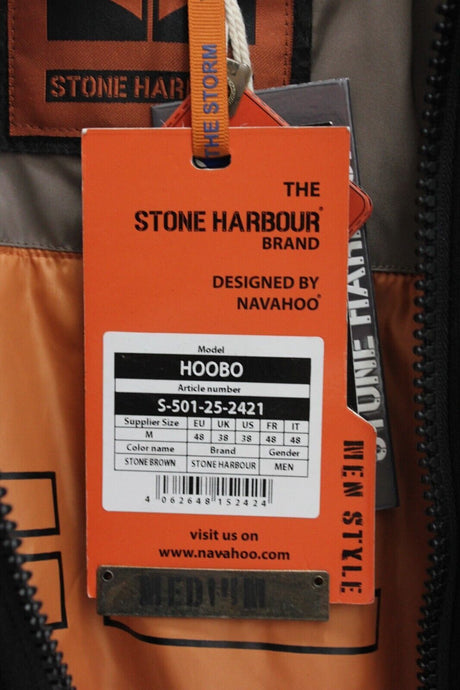 STONE HAR
THE STORM
THE
STONE HARBOUR®
BRAND
DESIGNED BY
NAVAHOO®
Model
HOOBO
Article number
S-501-25-2421
Supplier Size EU UK US FR IT
M 48 38 38 48 48
Color name Brand Gender
STONE BROWN STONE HARBOUR MEN
4 062648 152424
visit us on
www.navahoo.com
MEN STYLE
MEDIUM
STONE HAR